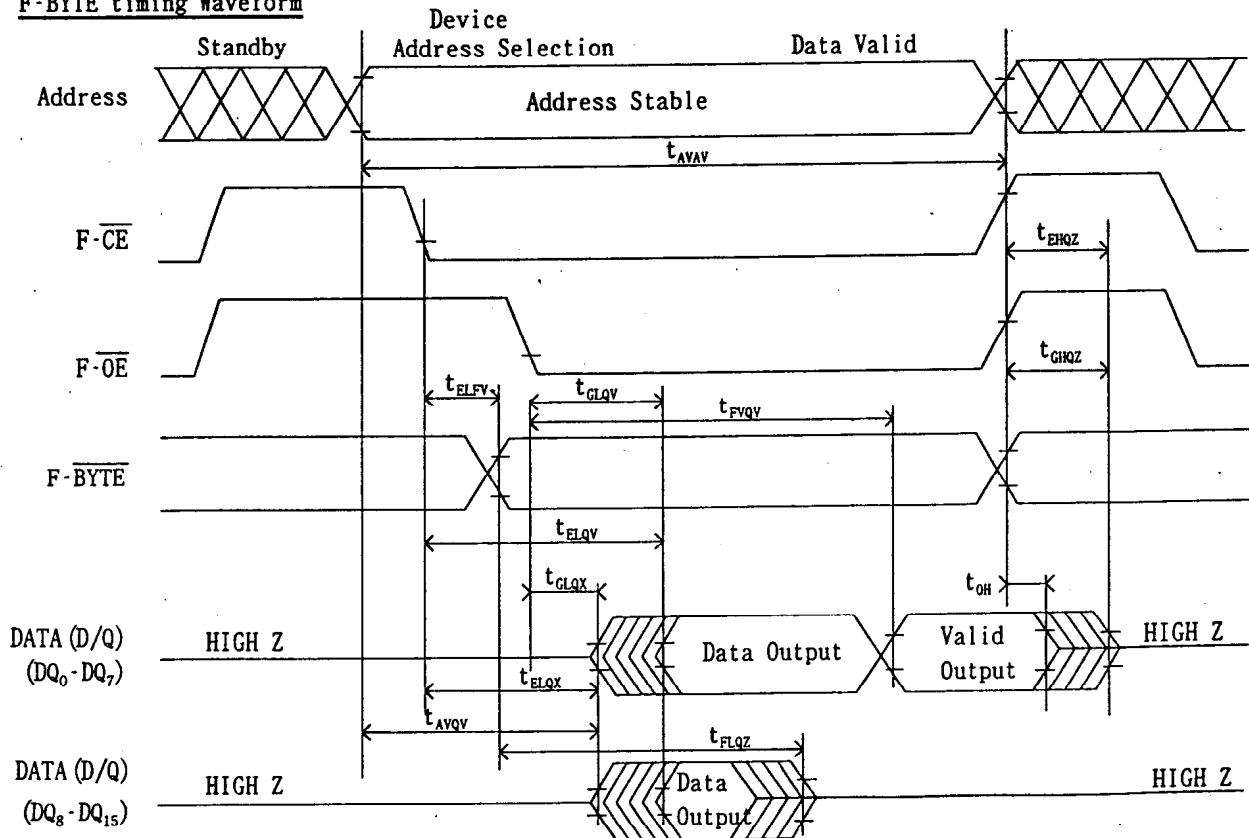 F-BYTE timing Waveform
Device
Standby Address Selection Data Valid
Address Address Stable
tAVAV
F-CE
tEHQZ
F-OE
tGHQZ
tELFV tGLQV
tFVQV
F-BYTE
tELQV
tGLQX
tOH
DATA(D/Q) HIGH Z Data Output Valid HIGH Z
(DQ0-DQ7) Output
tELQX
tAVQV
tFLQZ
DATA(D/Q) HIGH Z Data HIGH Z
(DQ8-DQ15) Output